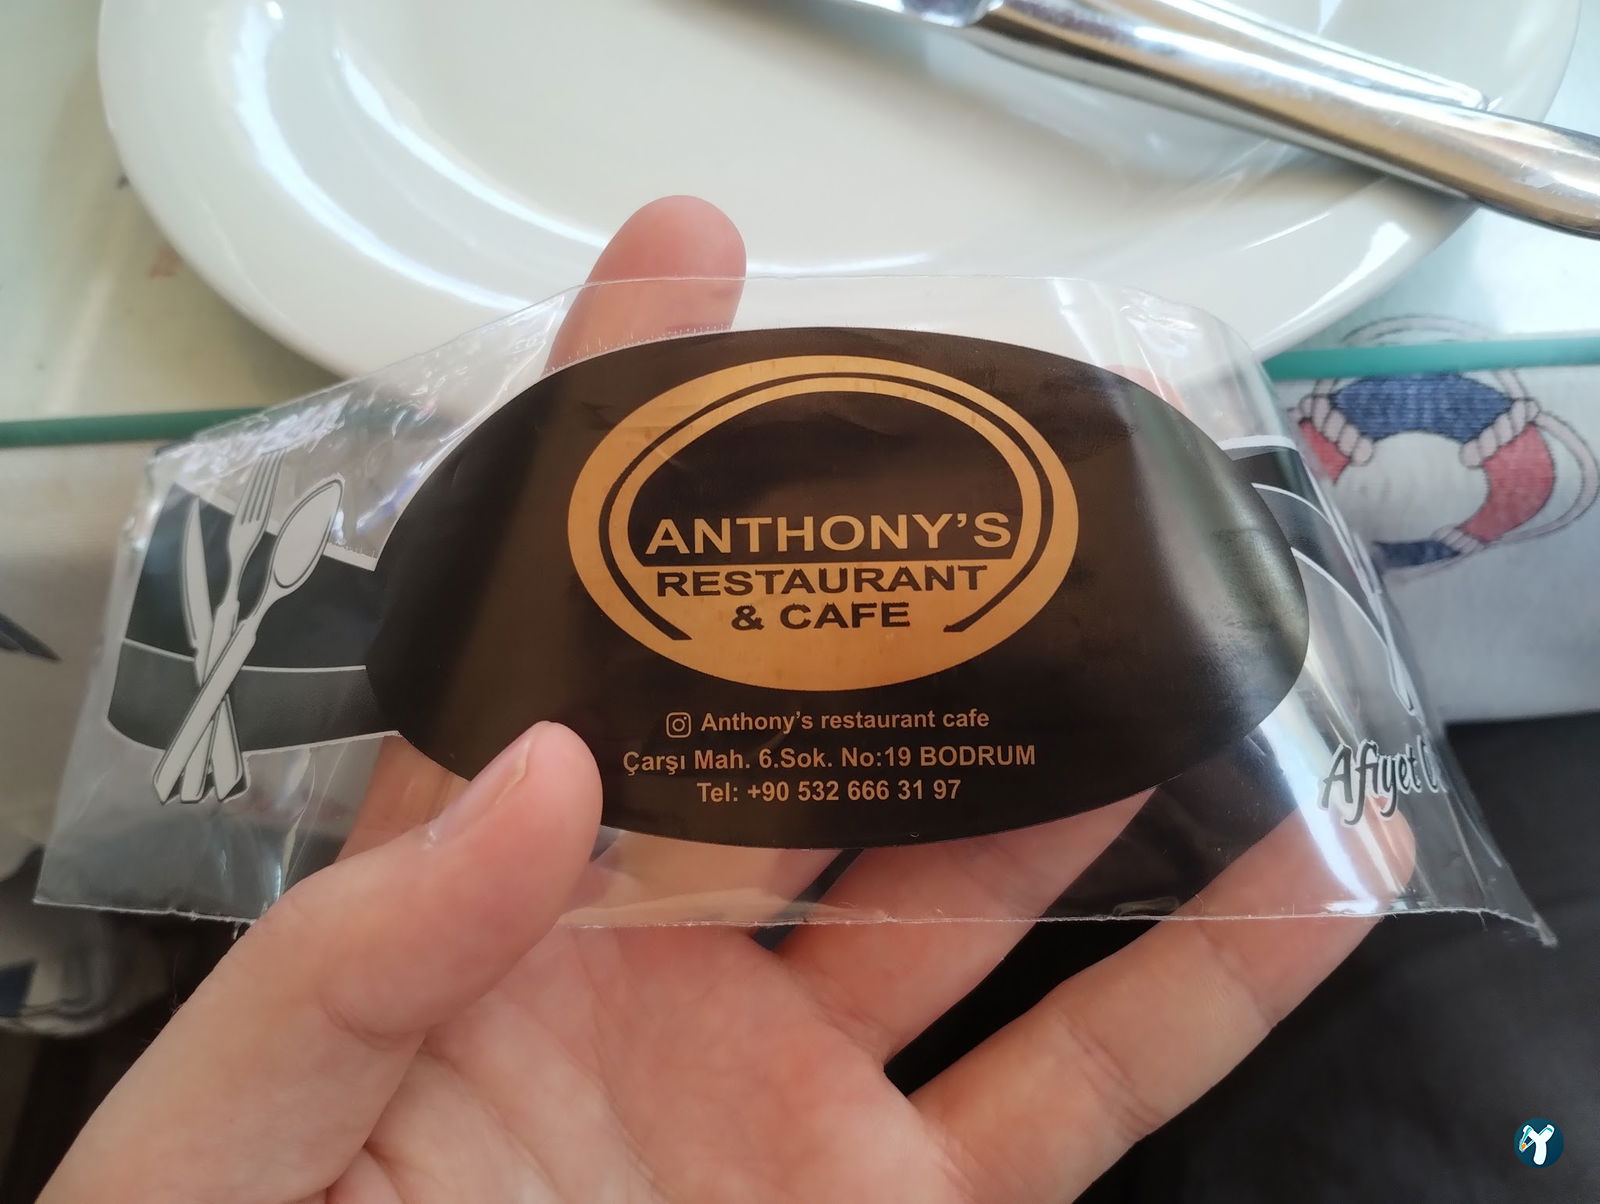 ANTHONY'S
RESTAURANT
& CAFE
Anthony's restaurant cafe
Çarşı Mah. 6.Sok. No:19 BODRUM
Tel: +90 532 666 31 97
Afiyet